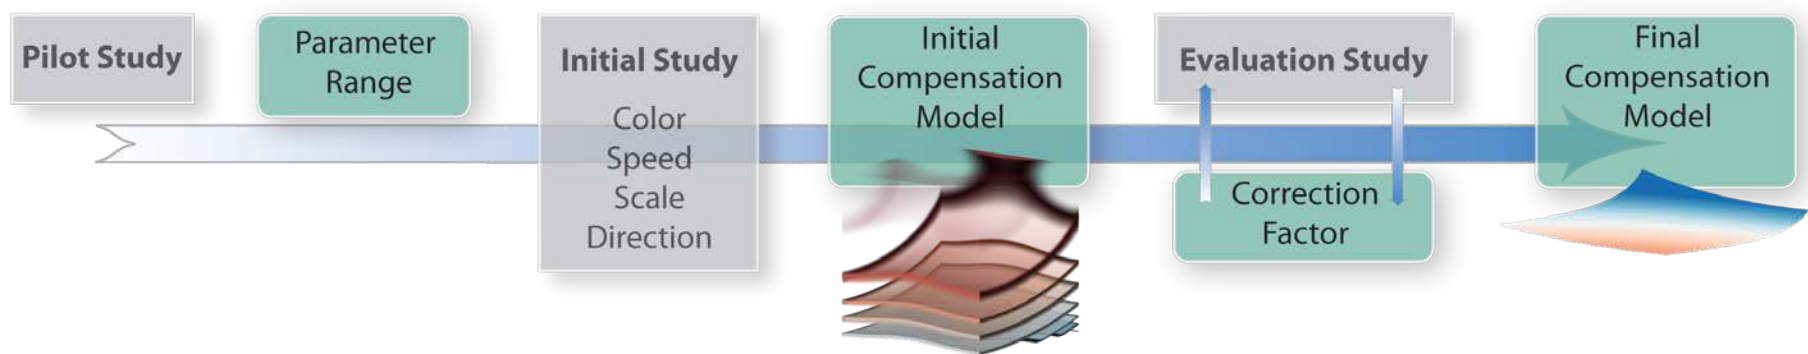 Pilot Study
Parameter
Range
Initial Study
Color
Speed
Scale
Direction
Initial
Compensation
Model
Evaluation Study
Correction
Factor
Final
Compensation
Model